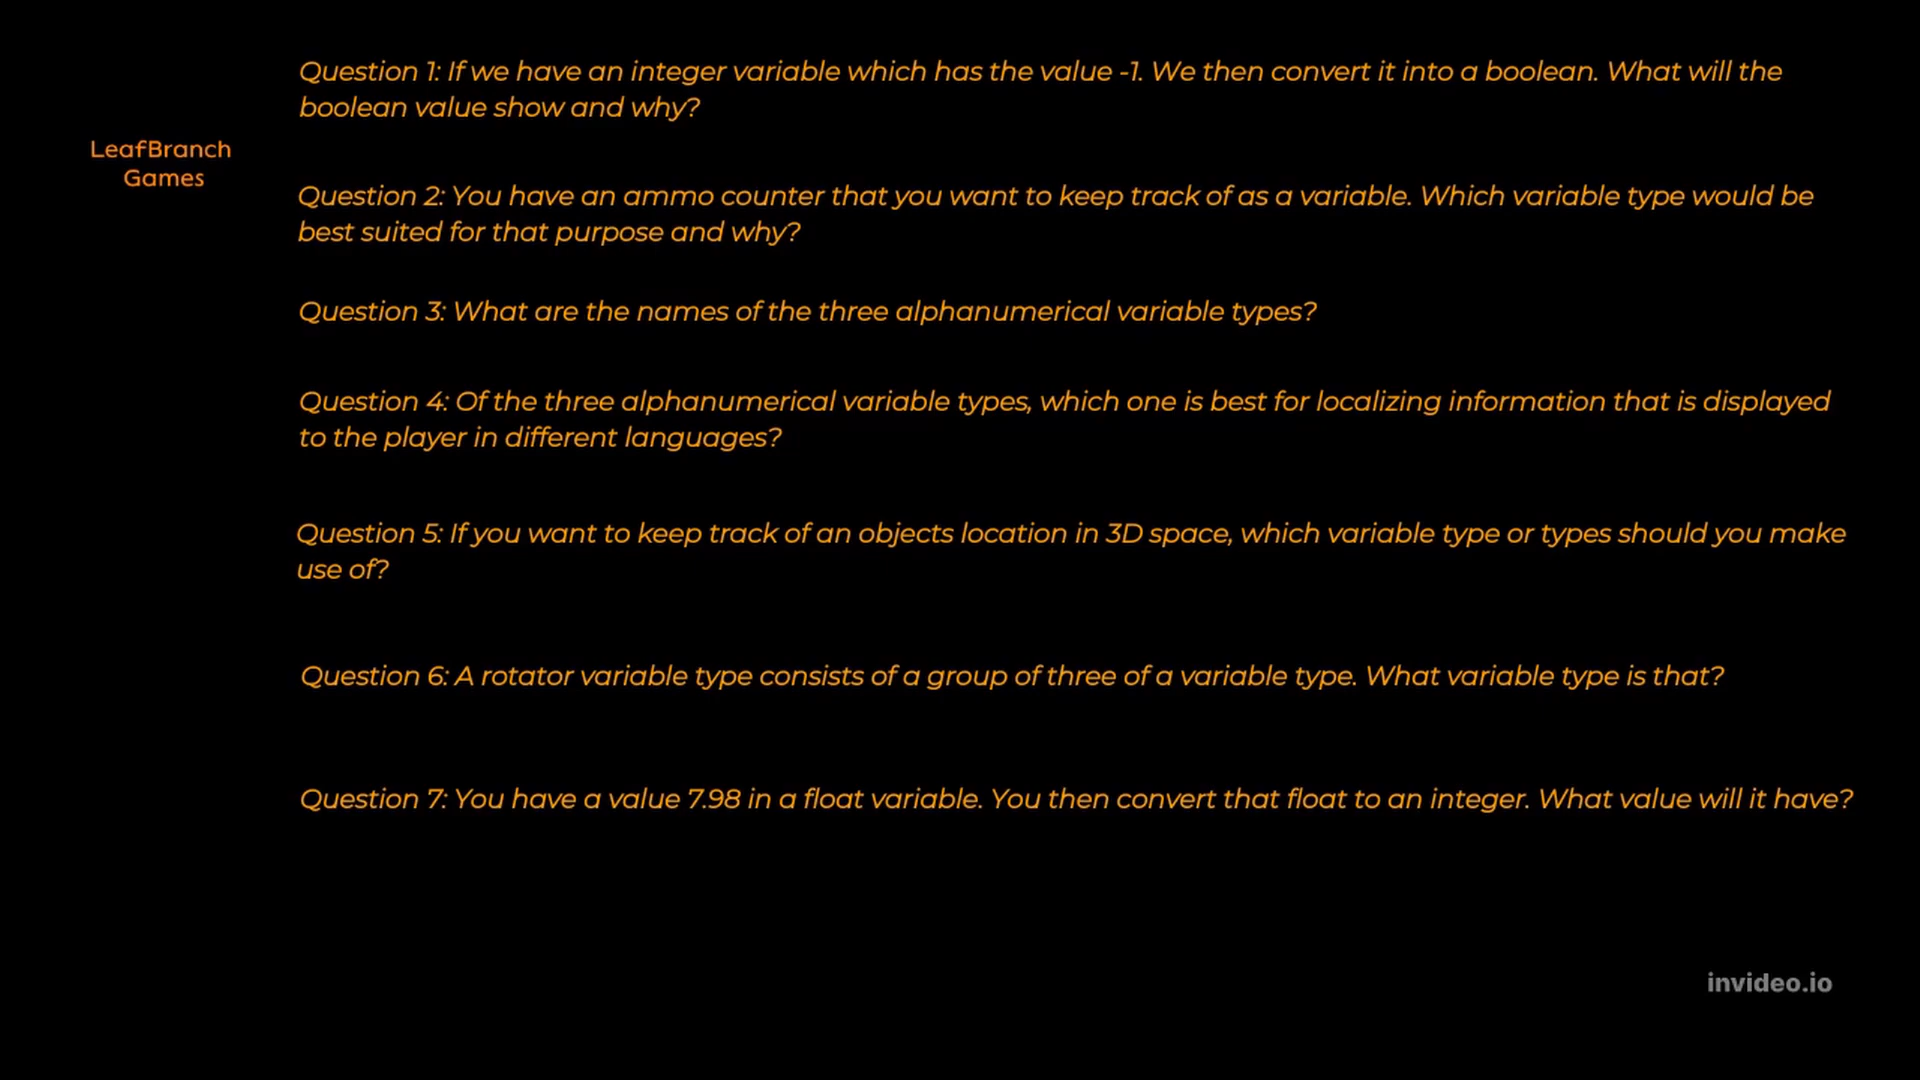 Question 1: If we have an integer variable which has the value -1. We then convert it into a boolean. What will the
boolean value show and why?
LeafBranch
Games
Question 2: You have an ammo counter that you want to keep track of as a variable. Which variable type would be
best suited for that purpose and why?
Question 3: What are the names of the three alphanumerical variable types?
Question 4: Of the three alphanumerical variable types, which one is best for localizing information that is displayed
to the player in different languages?
Question 5: If you want to keep track of an objects location in 3D space, which variable type or types should you make
use of?
Question 6: A rotator variable type consists of a group of three of a variable type. What variable type is that?
Question 7: You have a value 7.98 in a float variable. You then convert that float to an integer. What value will it have?
invideo.io